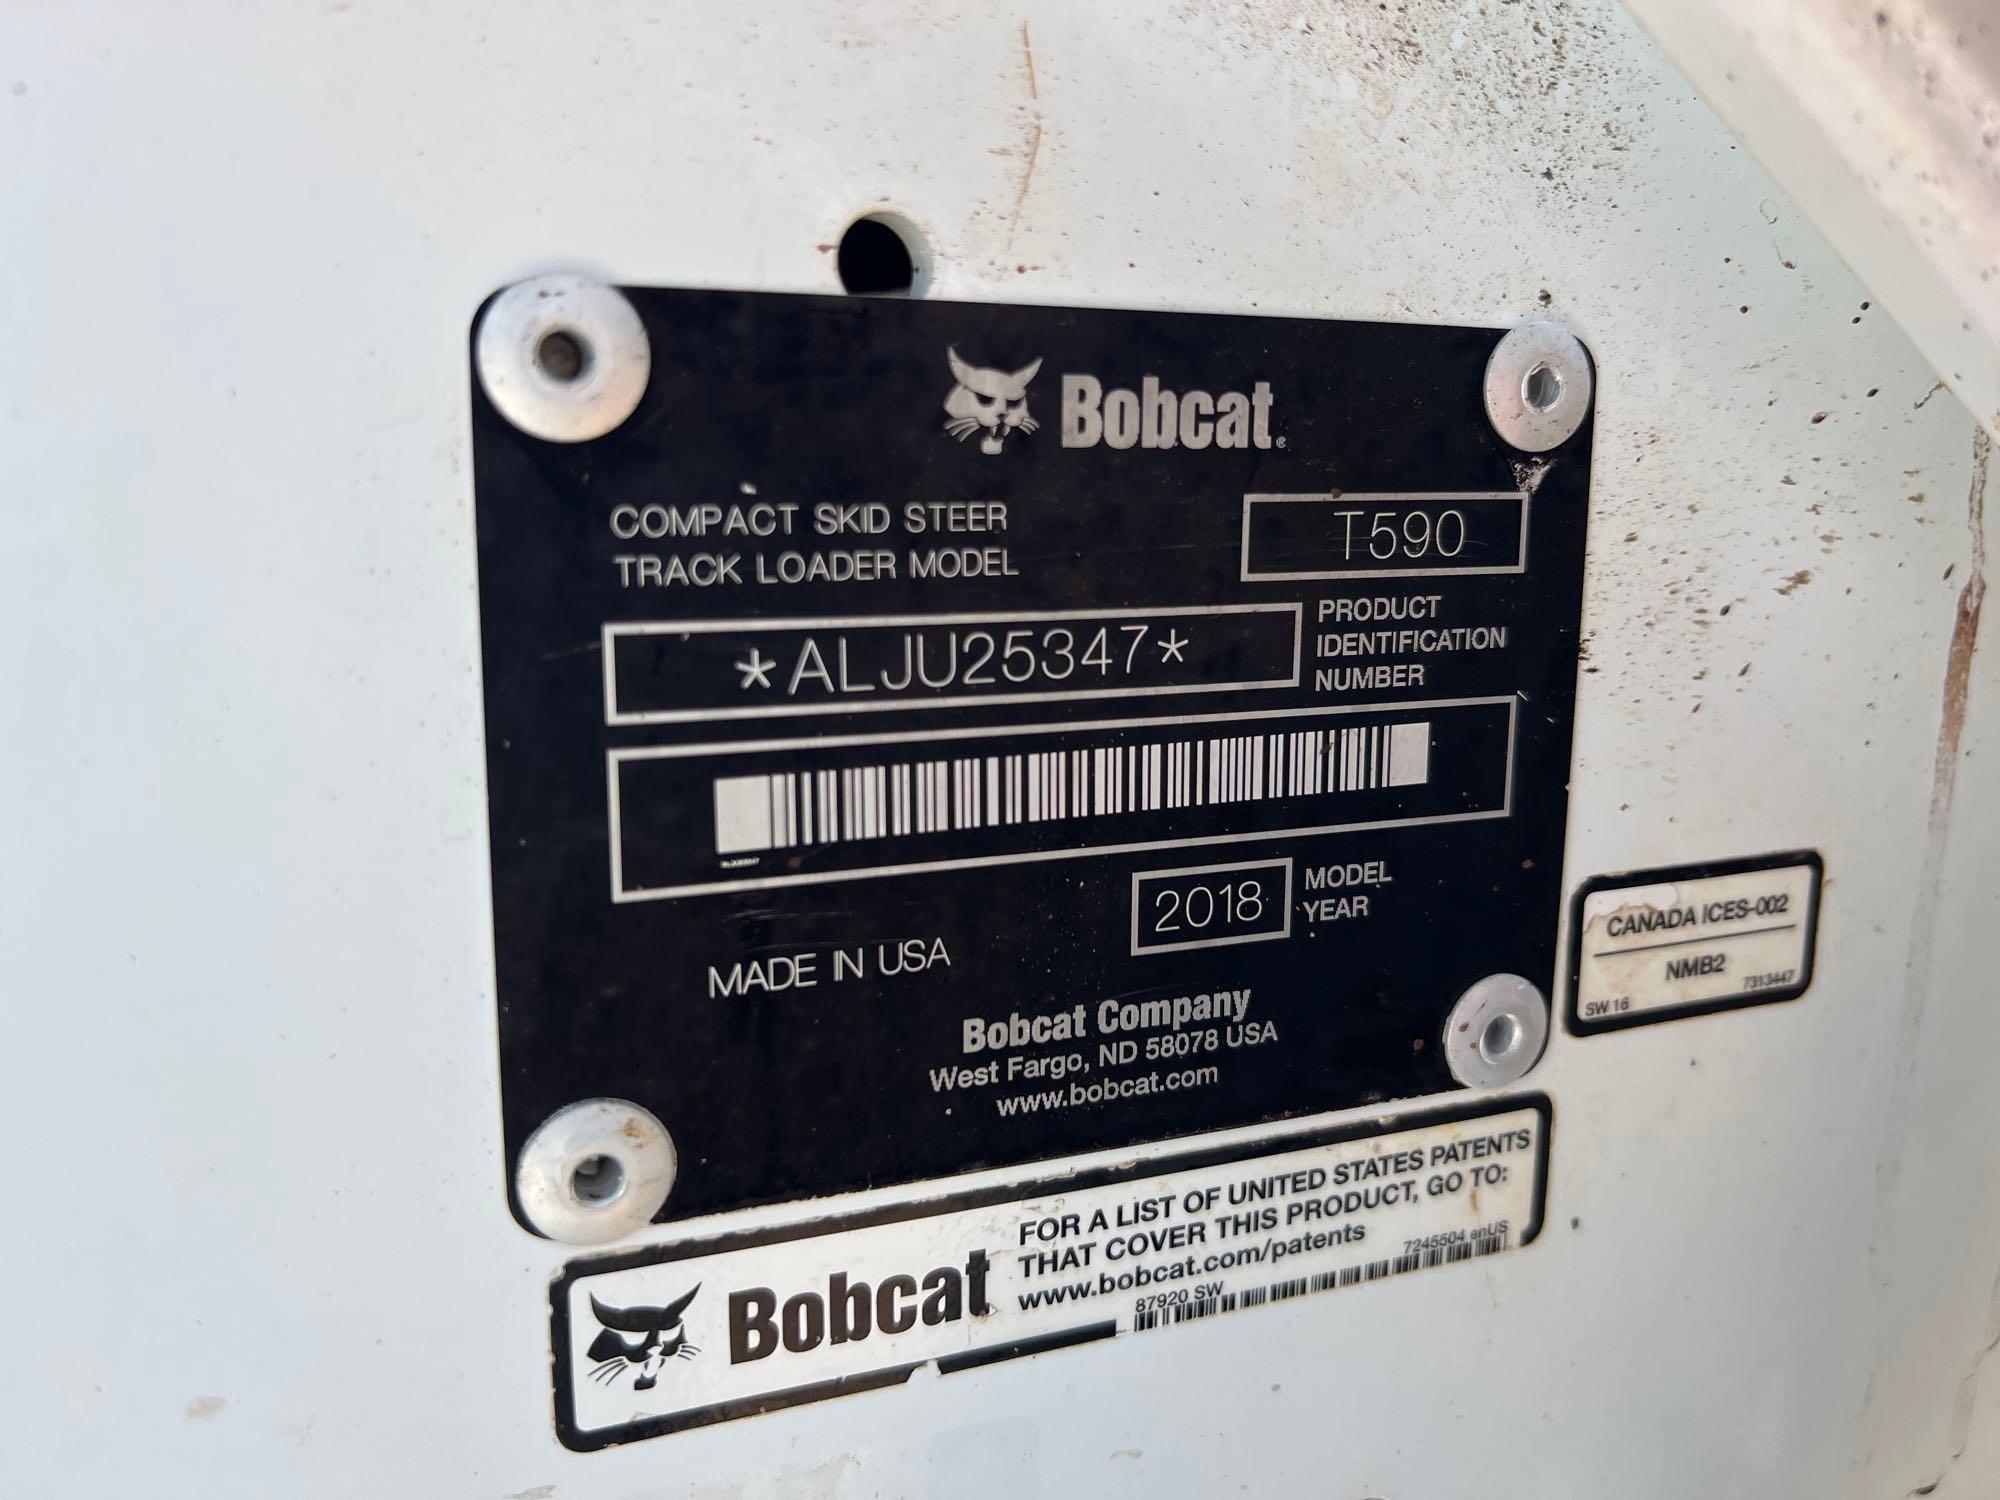 Bobcat®
COMPACT SKID STEER
TRACK LOADER MODEL
T590
*ALJU25347*
PRODUCT
IDENTIFICATION
NUMBER
2018
MODEL
YEAR
MADE IN USA
Bobcat Company
West Fargo, ND 58078 USA
www.bobcat.com
CANADA ICES-002
NMB2
SW 16
7313447
Bobcat
FOR A LIST OF UNITED STATES PATENTS
THAT COVER THIS PRODUCT, GO TO:
www.bobcat.com/patents
7245504 enUS
87920 SW